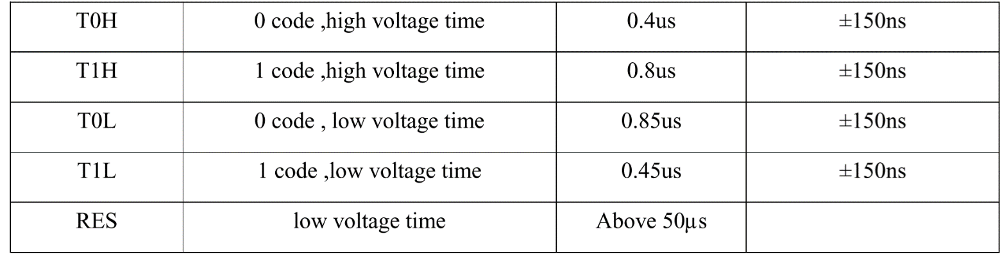 T0H 0 code ,high voltage time 0.4us ±150ns
T1H 1 code ,high voltage time 0.8us ±150ns
T0L 0 code , low voltage time 0.85us ±150ns
T1L 1 code ,low voltage time 0.45us ±150ns
RES low voltage time Above 50μs